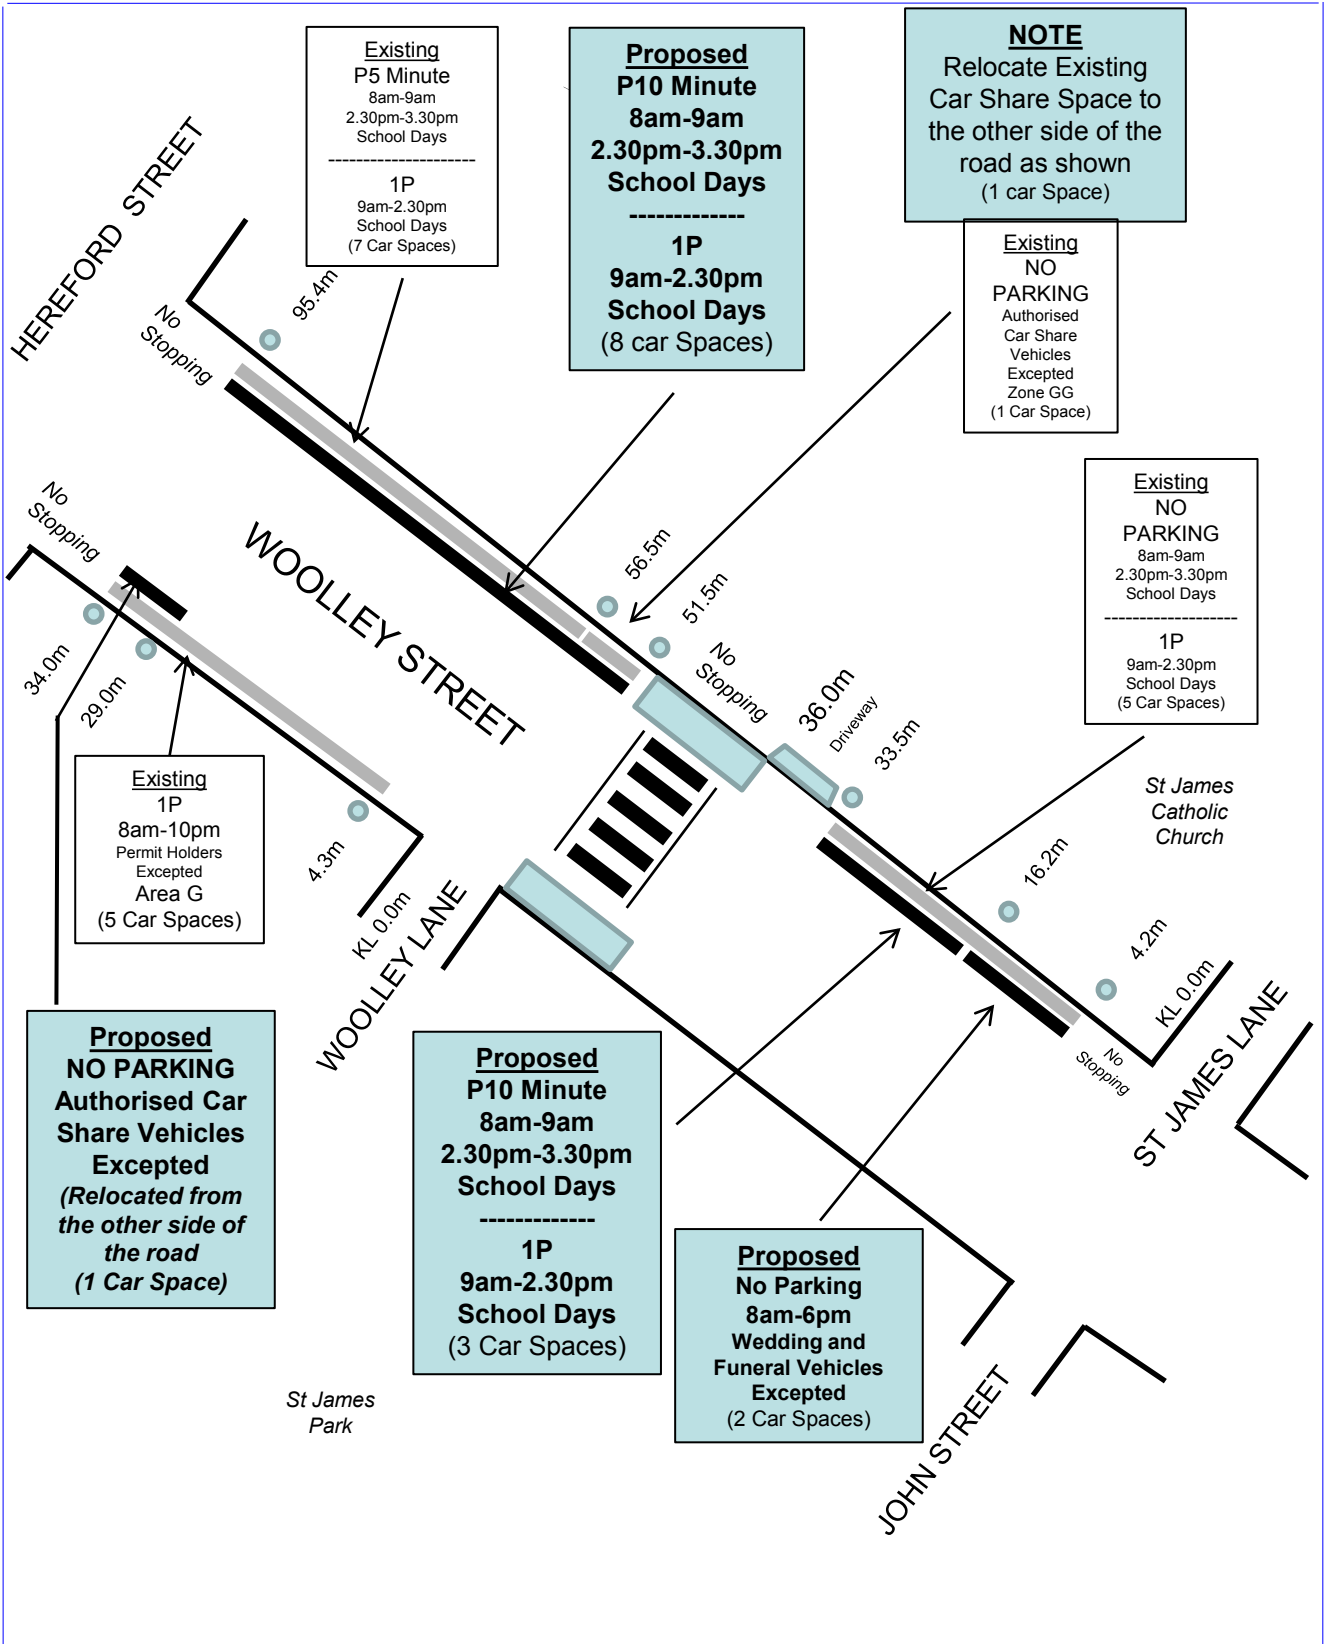 Existing
P5 Minute
8am-9am
2.30pm-3.30pm
School Days
---------------------
1P
9am-2.30pm
School Days
(7 Car Spaces)
Proposed
P10 Minute
8am-9am
2.30pm-3.30pm
School Days
-------------
1P
9am-2.30pm
School Days
(8 car Spaces)
NOTE
Relocate Existing
Car Share Space to
the other side of the
road as shown
(1 car Space)
Existing
NO
PARKING
Authorised
Car Share
Vehicles
Excepted
Zone GG
(1 Car Space)
HEREFORD STREET
95.4m
No
Stopping
Existing
NO
PARKING
8am-9am
2.30pm-3.30pm
School Days
-------------------
1P
9am-2.30pm
School Days
(5 Car Spaces)
No
Stopping
WOOLLEY STREET
56.5m
51.5m
No
Stopping
36.0m
Driveway
33.5m
34.0m
29.0m
Existing
1P
8am-10pm
Permit Holders
Excepted
Area G
(5 Car Spaces)
4.3m
KL 0.0m
WOOLLEY LANE
St James
Catholic
Church
16.2m
4.2m
KL 0.0m
No
Stopping
ST JAMES LANE
Proposed
NO PARKING
Authorised Car
Share Vehicles
Excepted
(Relocated from
the other side of
the road
(1 Car Space)
Proposed
P10 Minute
8am-9am
2.30pm-3.30pm
School Days
-------------
1P
9am-2.30pm
School Days
(3 Car Spaces)
Proposed
No Parking
8am-6pm
Wedding and
Funeral Vehicles
Excepted
(2 Car Spaces)
St James
Park
JOHN STREET